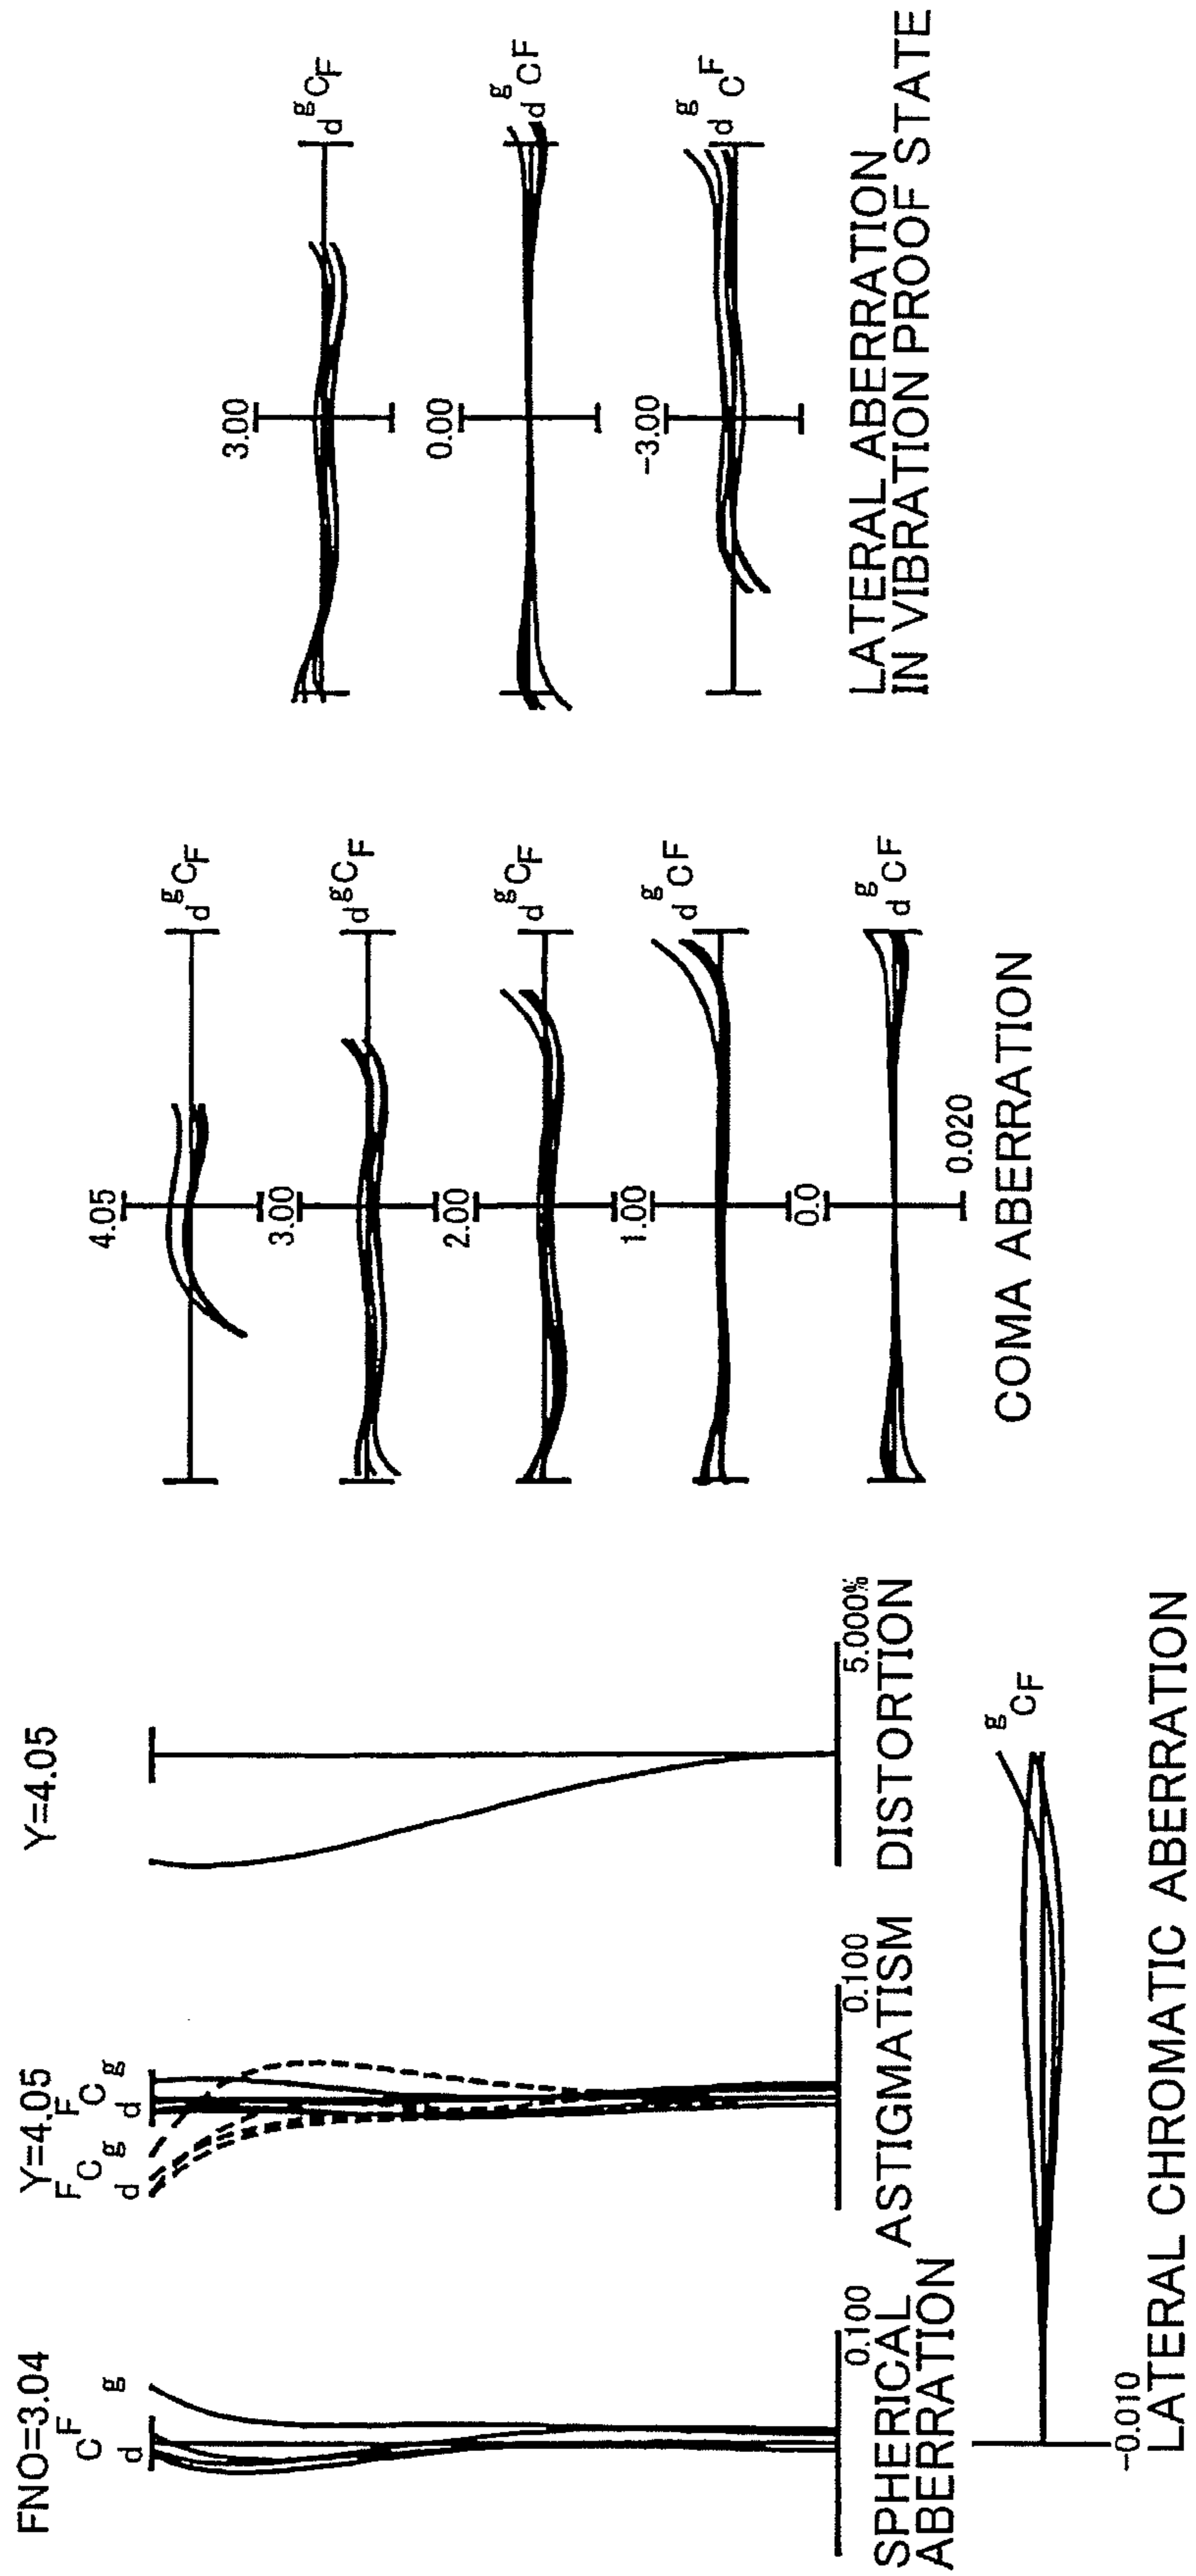 FNO=3.04
C F
d
g
0.100
SPHERICAL
ABERRATION
Y=4.05
F C g
d
F C g
d
0.100
ASTIGMATISM
Y=4.05
5.000%
DISTORTION
g
C F
-0.010
LATERAL CHROMATIC ABERRATION
4.05
d g C F
3.00
d g C F
2.00
d g C F
1.00
d g C F
0.0
d g C F
0.020
COMA ABERRATION
3.00
d g C F
0.00
d g C F
-3.00
d g C F
LATERAL ABERRATION
IN VIBRATION PROOF STATE